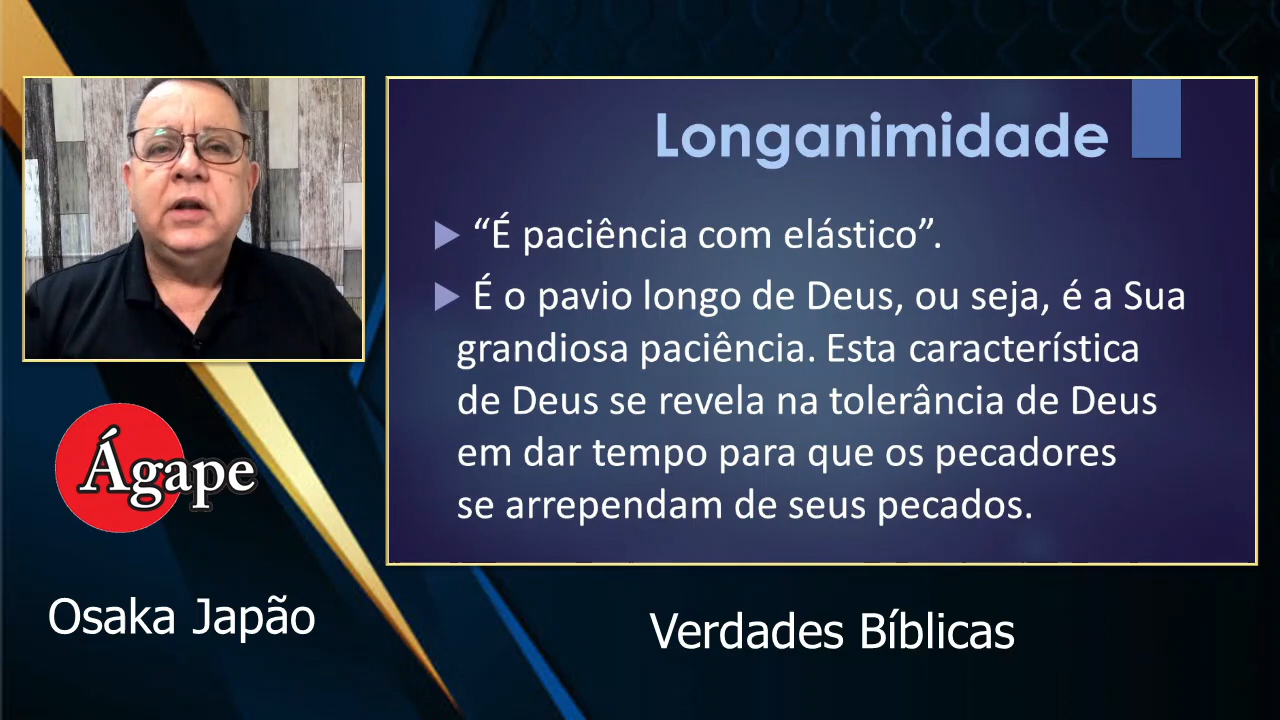 Longanimidade
“É paciência com elástico”.
É o pavio longo de Deus, ou seja, é a Sua
grandiosa paciência. Esta característica
de Deus se revela na tolerância de Deus
em dar tempo para que os pecadores
se arrependam de seus pecados.
Ágape
Osaka Japão
Verdades Bíblicas